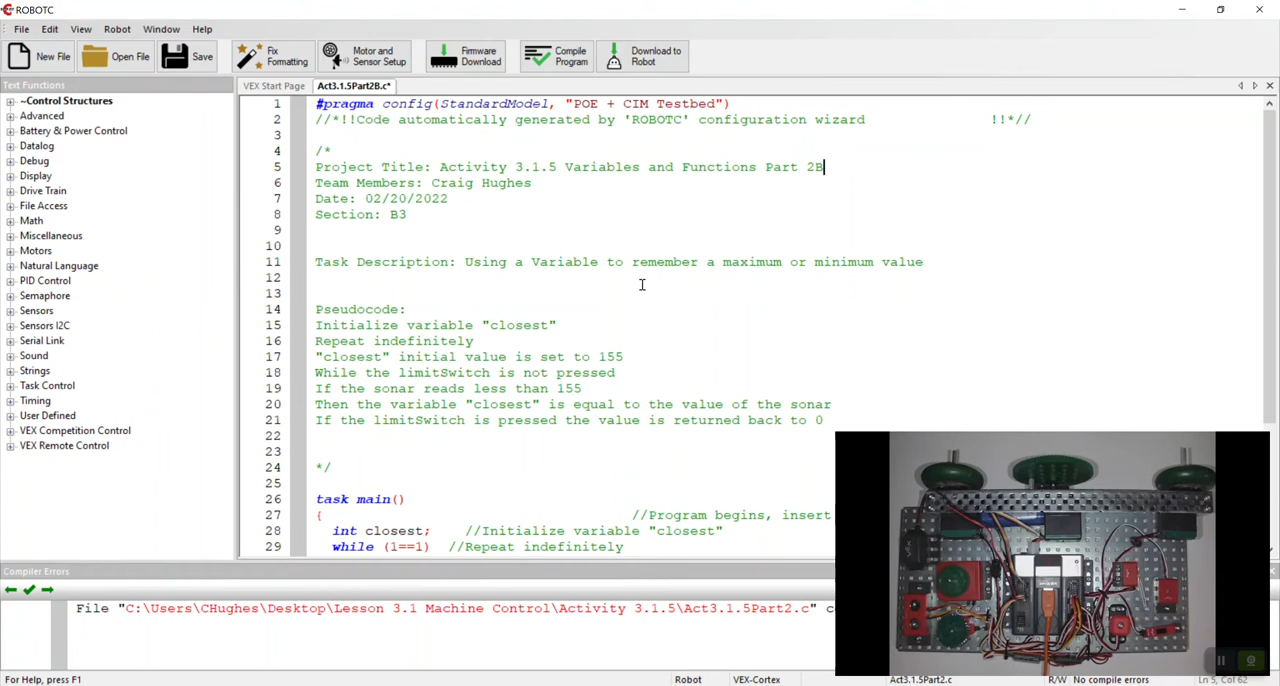 ROBOTC
File Edit View Robot Window Help
New File Open File Save Fix Formatting Motor and Sensor Setup Firmware Download Compile Program Download to Robot
Text Functions
~Control Structures
Advanced
Battery & Power Control
Datalog
Debug
Display
Drive Train
File Access
Math
Miscellaneous
Motors
Natural Language
PID Control
Semaphore
Sensors
Sensors I2C
Serial Link
Sound
Strings
Task Control
Timing
User Defined
VEX Competition Control
VEX Remote Control
VEX Start Page Act3.1.5Part2B.c*
1 #pragma config(StandardModel, "POE + CIM Testbed")
2 //*!!Code automatically generated by 'ROBOTC' configuration wizard !!*//
3
4 /*
5 Project Title: Activity 3.1.5 Variables and Functions Part 2B
6 Team Members: Craig Hughes
7 Date: 02/20/2022
8 Section: B3
9
10
11 Task Description: Using a Variable to remember a maximum or minimum value
12
13
14 Pseudocode:
15 Initialize variable "closest"
16 Repeat indefinitely
17 "closest" initial value is set to 155
18 While the limitSwitch is not pressed
19 If the sonar reads less than 155
20 Then the variable "closest" is equal to the value of the sonar
21 If the limitSwitch is pressed the value is returned back to 0
22
23
24 */
25
26 task main()
27 { //Program begins, insert
28 int closest; //Initialize variable "closest"
29 while (1==1) //Repeat indefinitely
Compiler Errors
File "C:\Users\CHughes\Desktop\Lesson 3.1 Machine Control\Activity 3.1.5\Act3.1.5Part2.c" c
For Help, press F1 Robot VEX-Cortex Act3.1.5Part2.c R/W No compile errors Ln 5, Col 62